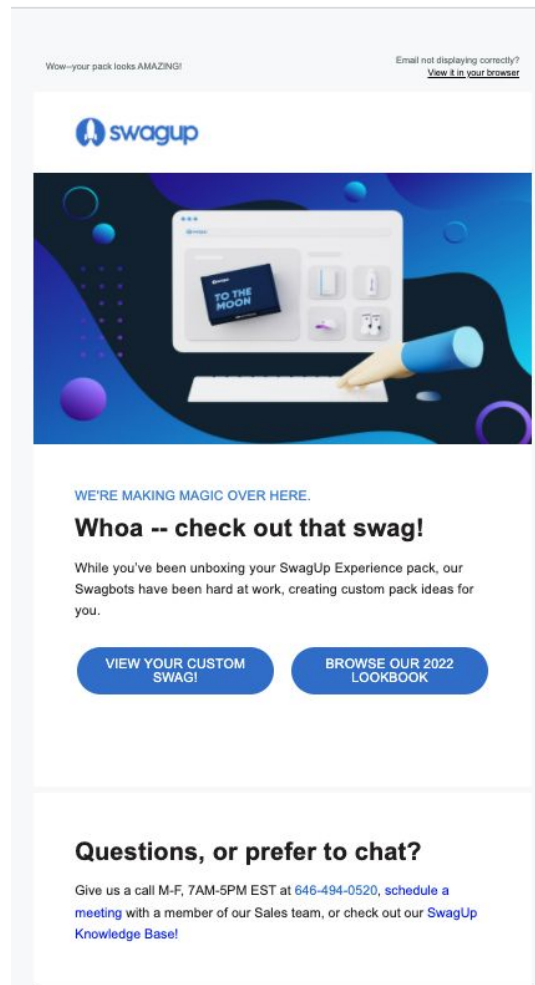 Wow--your pack looks AMAZING!
Email not displaying correctly?
View it in your browser
swagup
TO THE
MOON
WE'RE MAKING MAGIC OVER HERE.
Whoa -- check out that swag!
While you've been unboxing your SwagUp Experience pack, our
Swagbots have been hard at work, creating custom pack ideas for
you.
VIEW YOUR CUSTOM
SWAG!
BROWSE OUR 2022
LOOKBOOK
Questions, or prefer to chat?
Give us a call M-F, 7AM-5PM EST at 646-494-0520, schedule a
meeting with a member of our Sales team, or check out our SwagUp
Knowledge Base!